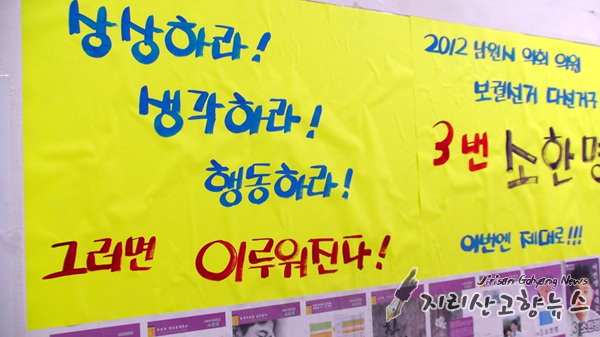 상상하라!
생각하라!
행동하라!
그러면 이루워진다!
2012 남원시 의회 의원
보궐선거 다선거구
3번 소한명
이번엔 제대로!!!
Jirisan Gohyang News
지리산고향뉴스